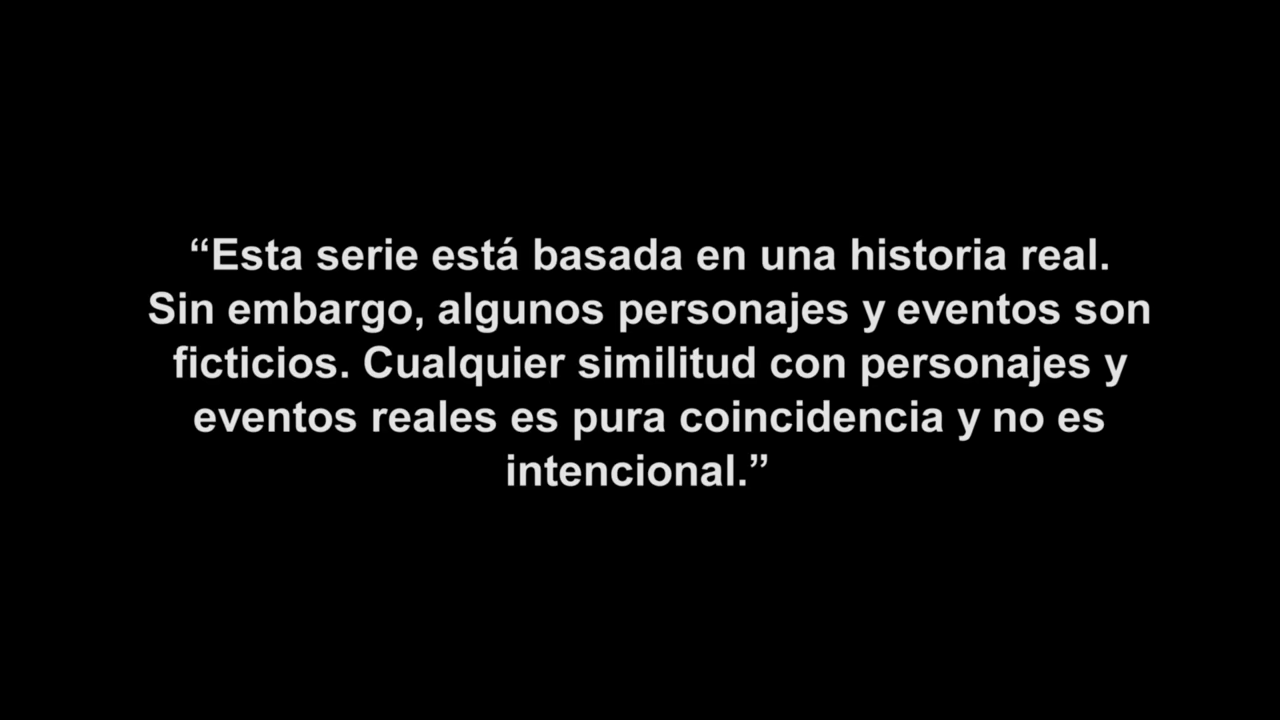 “Esta serie está basada en una historia real.
Sin embargo, algunos personajes y eventos son
ficticios. Cualquier similitud con personajes y
eventos reales es pura coincidencia y no es
intencional.”